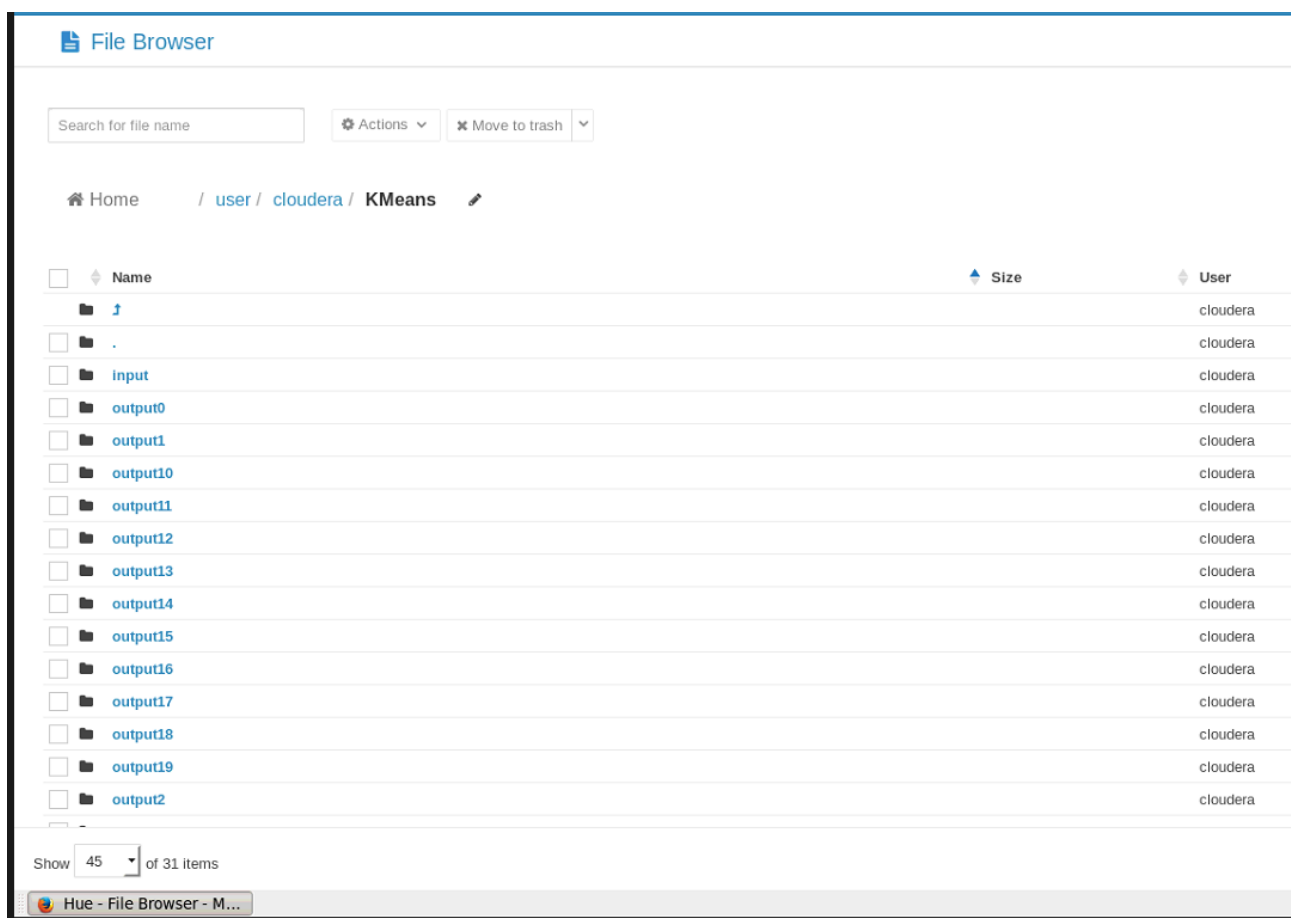 File Browser
Search for file name Actions Move to trash
Home / user / cloudera / KMeans
Name Size User
cloudera
. cloudera
input cloudera
output0 cloudera
output1 cloudera
output10 cloudera
output11 cloudera
output12 cloudera
output13 cloudera
output14 cloudera
output15 cloudera
output16 cloudera
output17 cloudera
output18 cloudera
output19 cloudera
output2 cloudera
Show 45 of 31 items
Hue - File Browser - M...